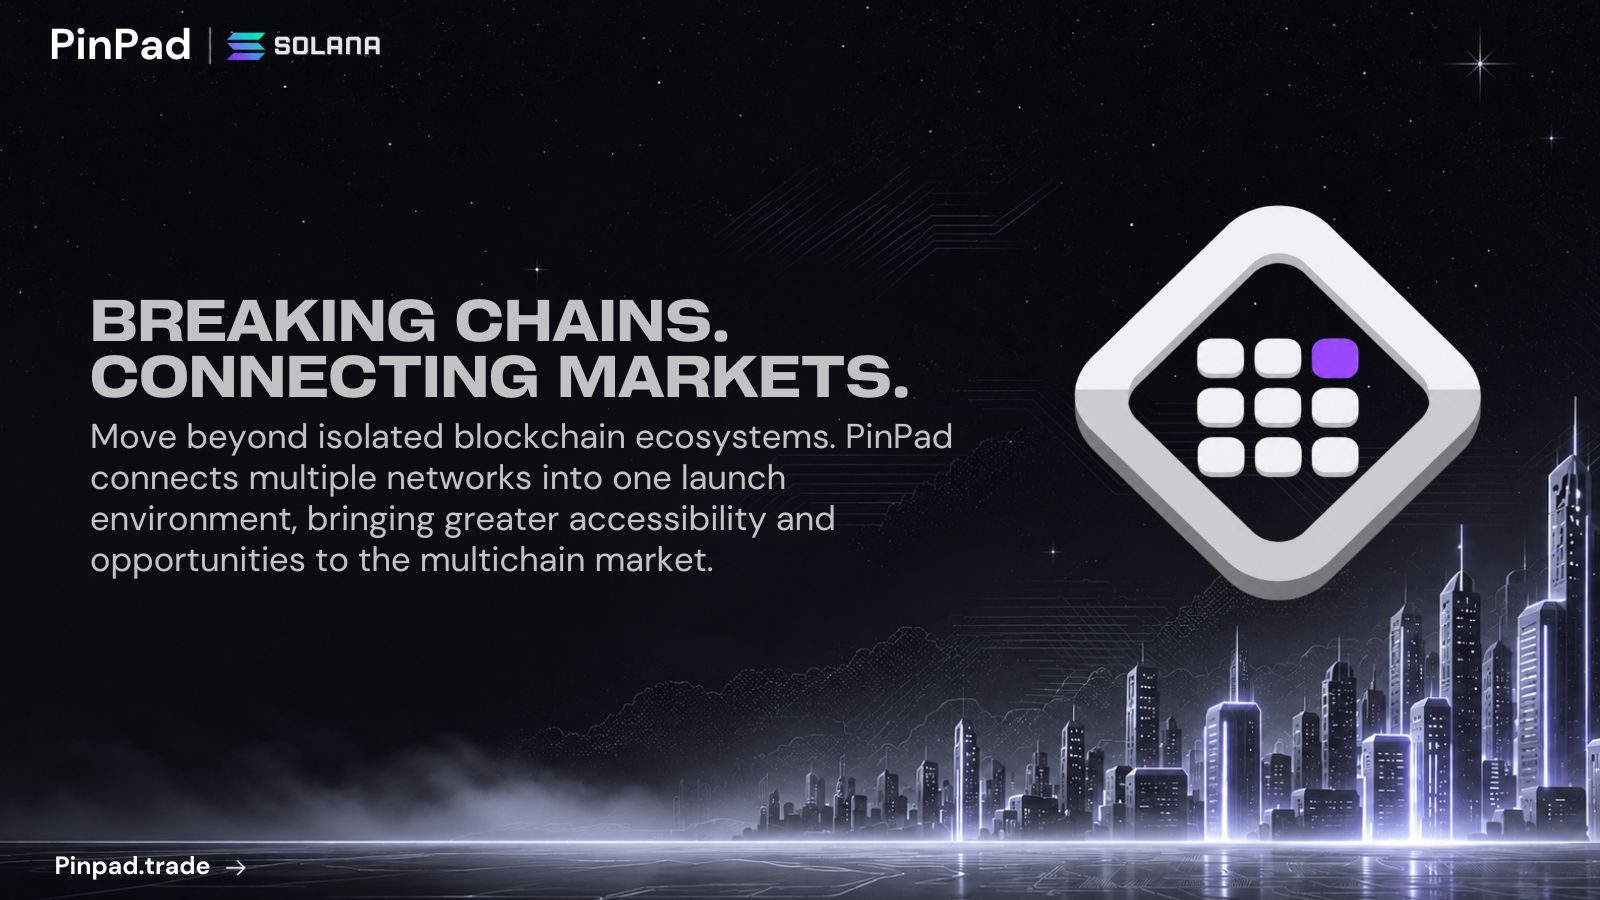 PinPad | SOLANA
BREAKING CHAINS.
CONNECTING MARKETS.
Move beyond isolated blockchain ecosystems. PinPad
connects multiple networks into one launch
environment, bringing greater accessibility and
opportunities to the multichain market.
Pinpad.trade →